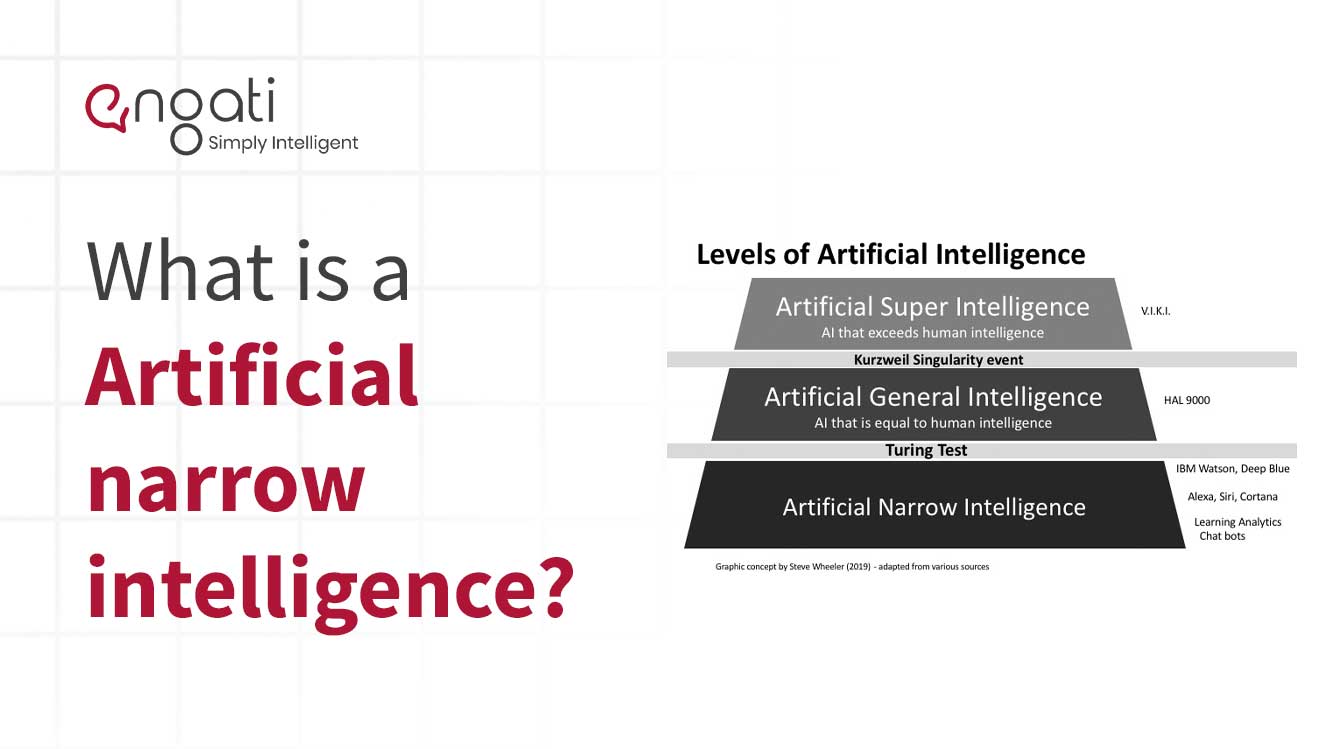 engati
Simply Intelligent
What is a
Artificial
narrow
intelligence?
Levels of Artificial Intelligence
Artificial Super Intelligence
AI that exceeds human intelligence
V.I.K.I.
Kurzweil Singularity event
Artificial General Intelligence
AI that is equal to human intelligence
HAL 9000
Turing Test
IBM Watson, Deep Blue
Alexa, Siri, Cortana
Artificial Narrow Intelligence
Learning Analytics
Chat bots
Graphic concept by Steve Wheeler (2019) - adapted from various sources